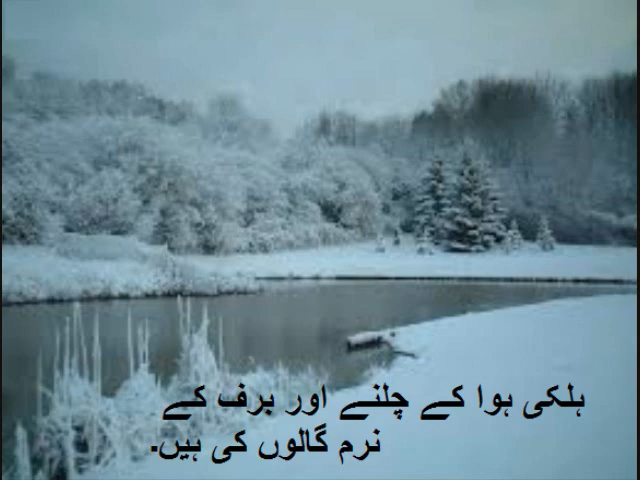 ہلکی ہوا کے چلنے اور برف کے
نرم گالوں کی ہیں۔